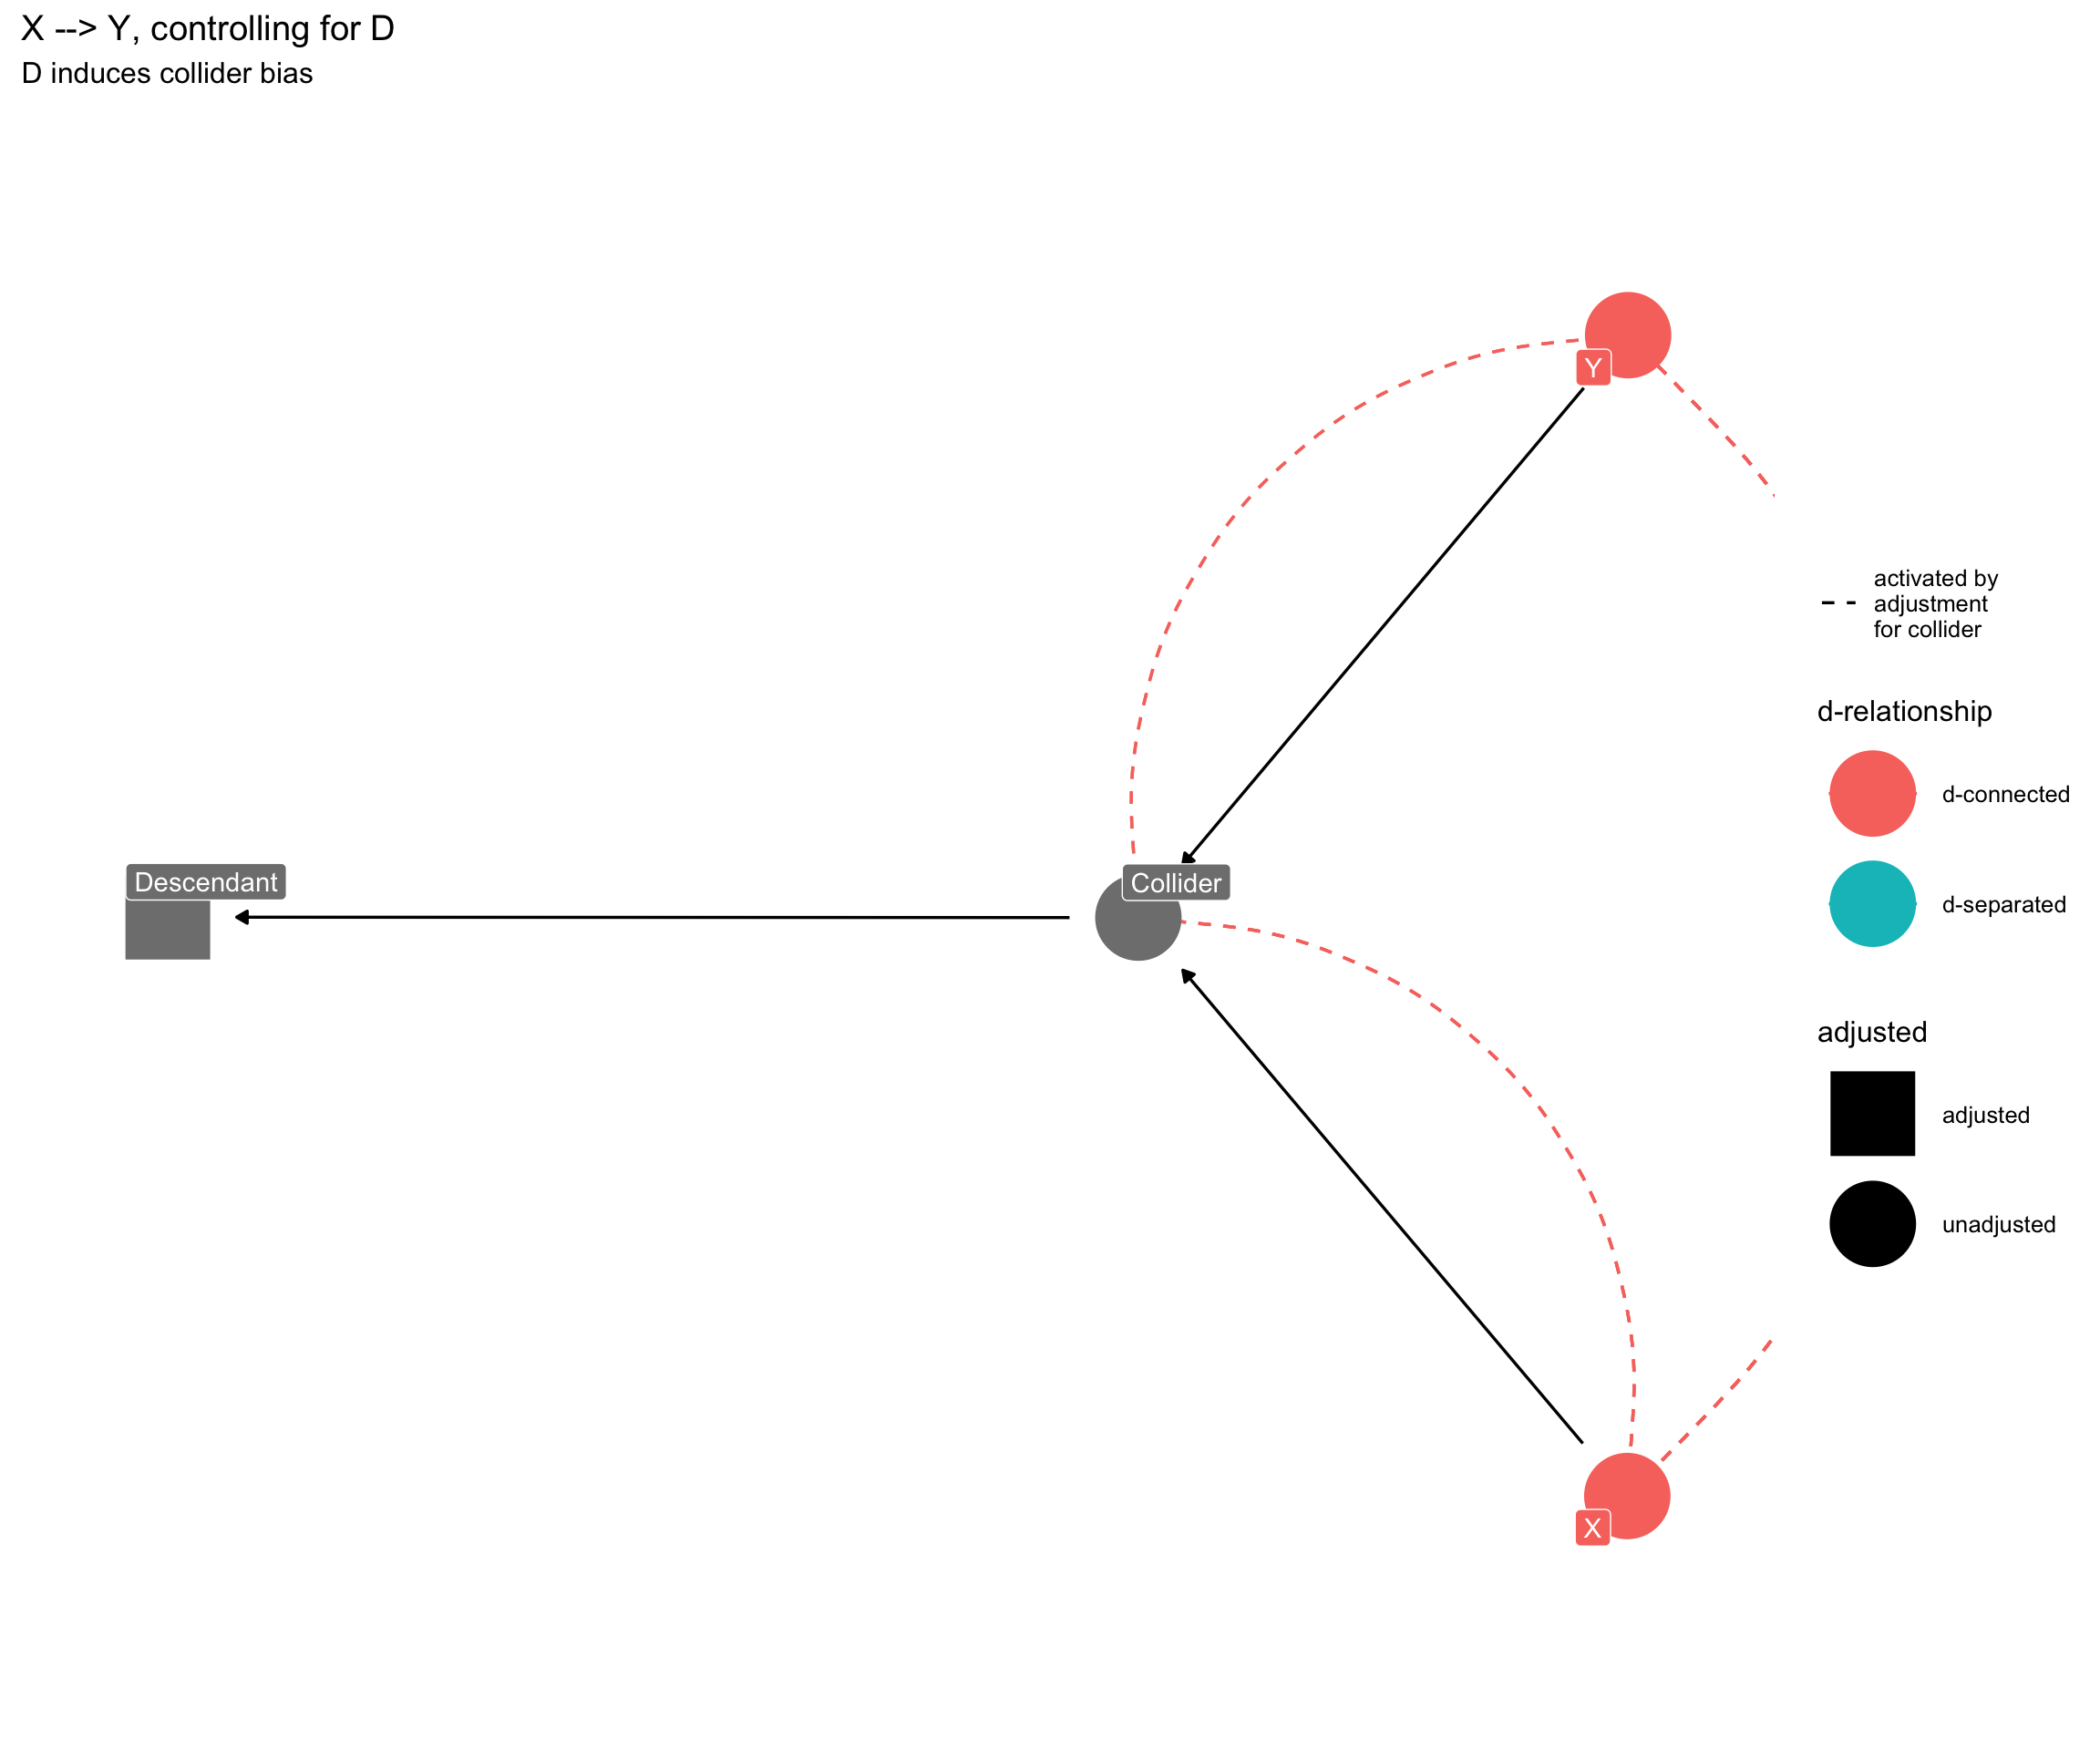 X --> Y, controlling for D
D induces collider bias
Y
activated by
adjustment
for collider
d-relationship
d-connected
Descendant
Collider
d-separated
adjusted
adjusted
unadjusted
X